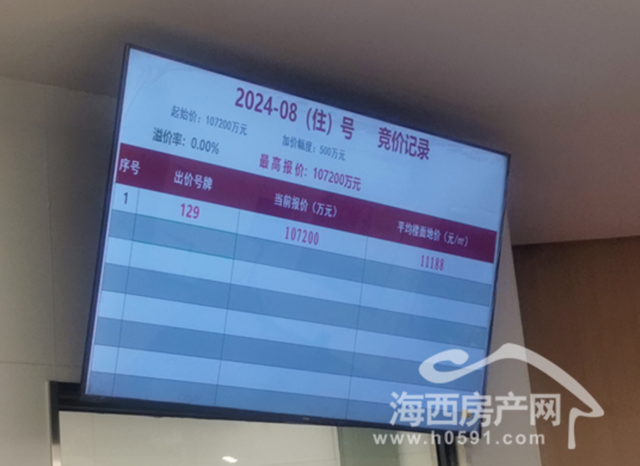 2024-08（住）号 竞价记录
起始价：107200万元 加价幅度：500万元
溢价率：0.00% 最高报价：107200万元
序号 出价号牌 当前报价（万元） 平均楼面地价（元/㎡）
1 129 107200 11188
海西房产网
www.h0591.com